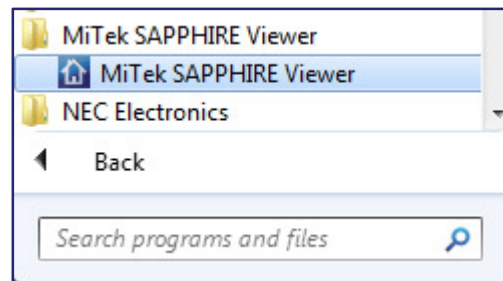 MiTek SAPPHIRE Viewer
MiTek SAPPHIRE Viewer
NEC Electronics
Back
Search programs and files